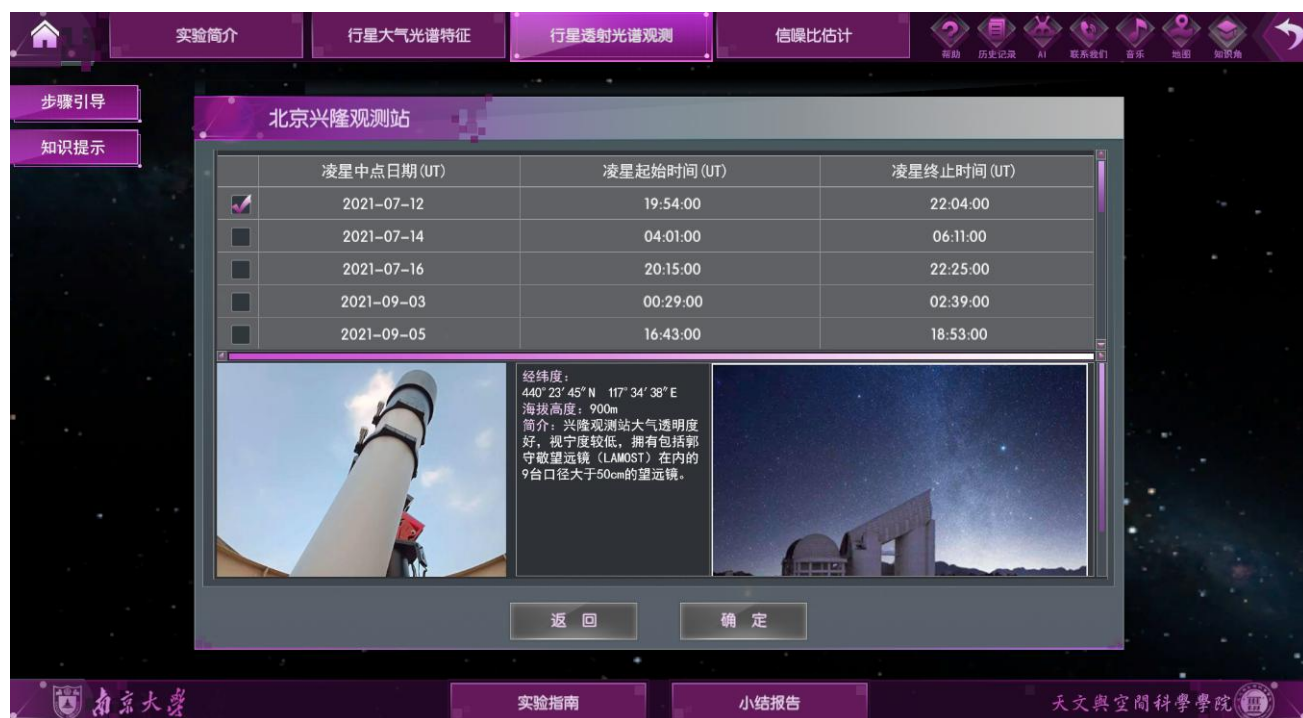 实验简介
行星大气光谱特征
行星透射光谱观测
信噪比估计
帮助
历史记录
AI
联系我们
音乐
地图
知识角
步骤引导
知识提示
北京兴隆观测站
凌星中点日期(UT) 凌星起始时间(UT) 凌星终止时间(UT)
2021-07-12 19:54:00 22:04:00
2021-07-14 04:01:00 06:11:00
2021-07-16 20:15:00 22:25:00
2021-09-03 00:29:00 02:39:00
2021-09-05 16:43:00 18:53:00
经纬度：
440°23′45″N 117°34′38″E
海拔高度：900m
简介：兴隆观测站大气透明度
好，视宁度较低，拥有包括郭
守敬望远镜（LAMOST）在内的
9台口径大于50cm的望远镜。
返回
确定
南京大学
实验指南
小结报告
天文與空間科學學院